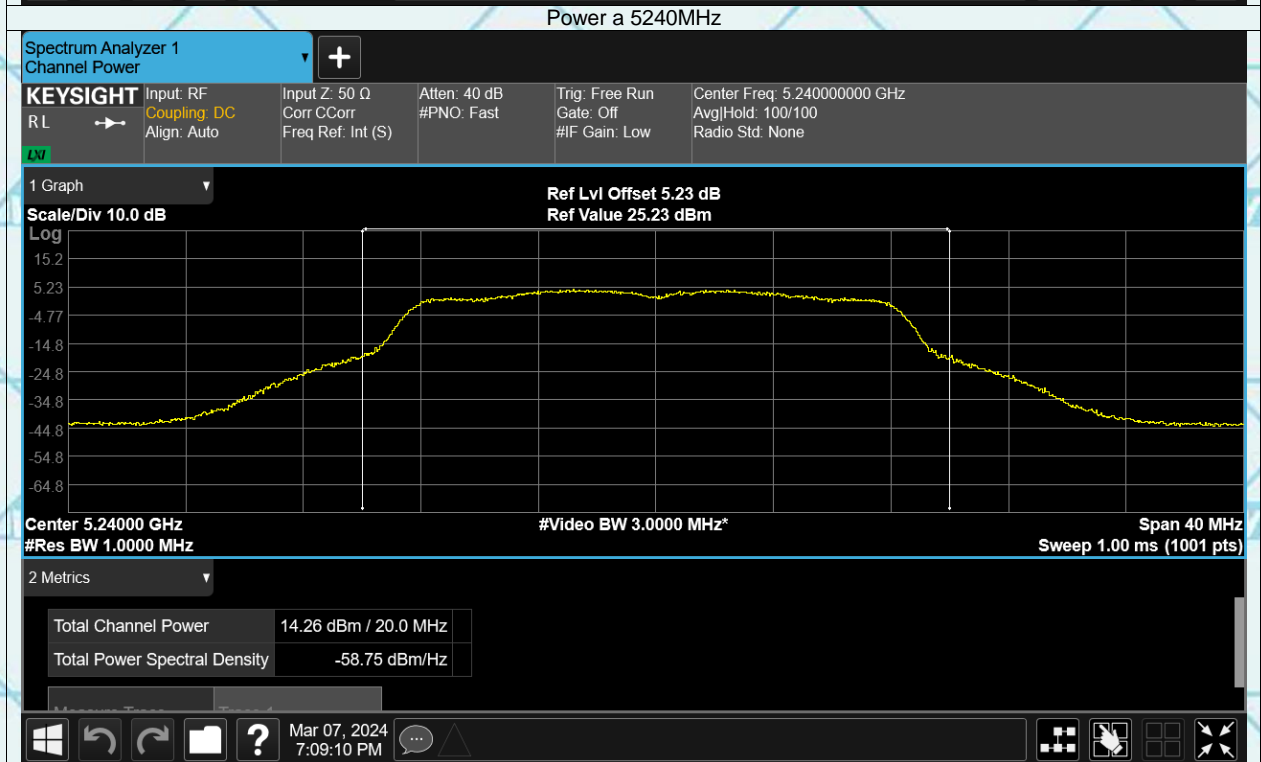 Power a 5240MHz
Spectrum Analyzer 1
Channel Power
KEYSIGHT
R L
LXI
Input: RF
Coupling: DC
Align: Auto
Input Z: 50 Ω
Corr CCorr
Freq Ref: Int (S)
Atten: 40 dB
#PNO: Fast
Trig: Free Run
Gate: Off
#IF Gain: Low
Center Freq: 5.240000000 GHz
Avg|Hold: 100/100
Radio Std: None
1 Graph
Scale/Div 10.0 dB
Ref Lvl Offset 5.23 dB
Ref Value 25.23 dBm
Log
15.2
5.23
-4.77
-14.8
-24.8
-34.8
-44.8
-54.8
-64.8
Center 5.24000 GHz
#Video BW 3.0000 MHz*
Span 40 MHz
#Res BW 1.0000 MHz
Sweep 1.00 ms (1001 pts)
2 Metrics
Total Channel Power 14.26 dBm / 20.0 MHz
Total Power Spectral Density -58.75 dBm/Hz
Measure Trace Trace 1
?
Mar 07, 2024
7:09:10 PM